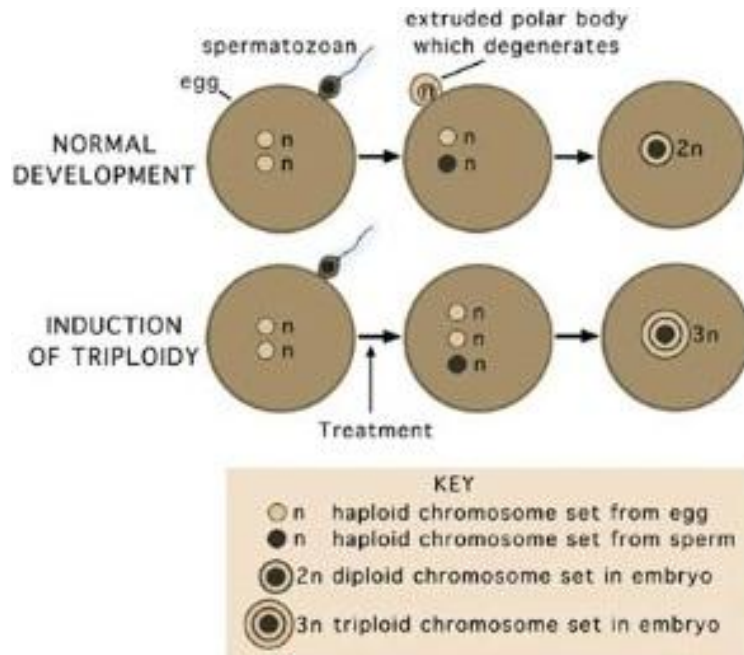 spermatozoan
extruded polar body
which degenerates
egg
n
NORMAL
DEVELOPMENT
n
n
n
n
2n
INDUCTION
OF TRIPLOIDY
n
n
n
n
n
3n
Treatment
KEY
n haploid chromosome set from egg
n haploid chromosome set from sperm
2n diploid chromosome set in embryo
3n triploid chromosome set in embryo